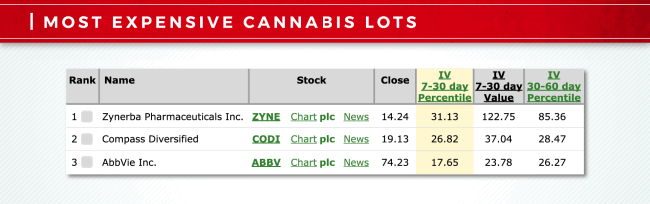 MOST EXPENSIVE CANNABIS LOTS
Rank Name Stock Close IV 7-30 day Percentile IV 7-30 day Value IV 30-60 day Percentile
1 Zynerba Pharmaceuticals Inc. ZYNE Chart plc News 14.24 31.13 122.75 85.36
2 Compass Diversified CODI Chart plc News 19.13 26.82 37.04 28.47
3 AbbVie Inc. ABBV Chart plc News 74.23 17.65 23.78 26.27